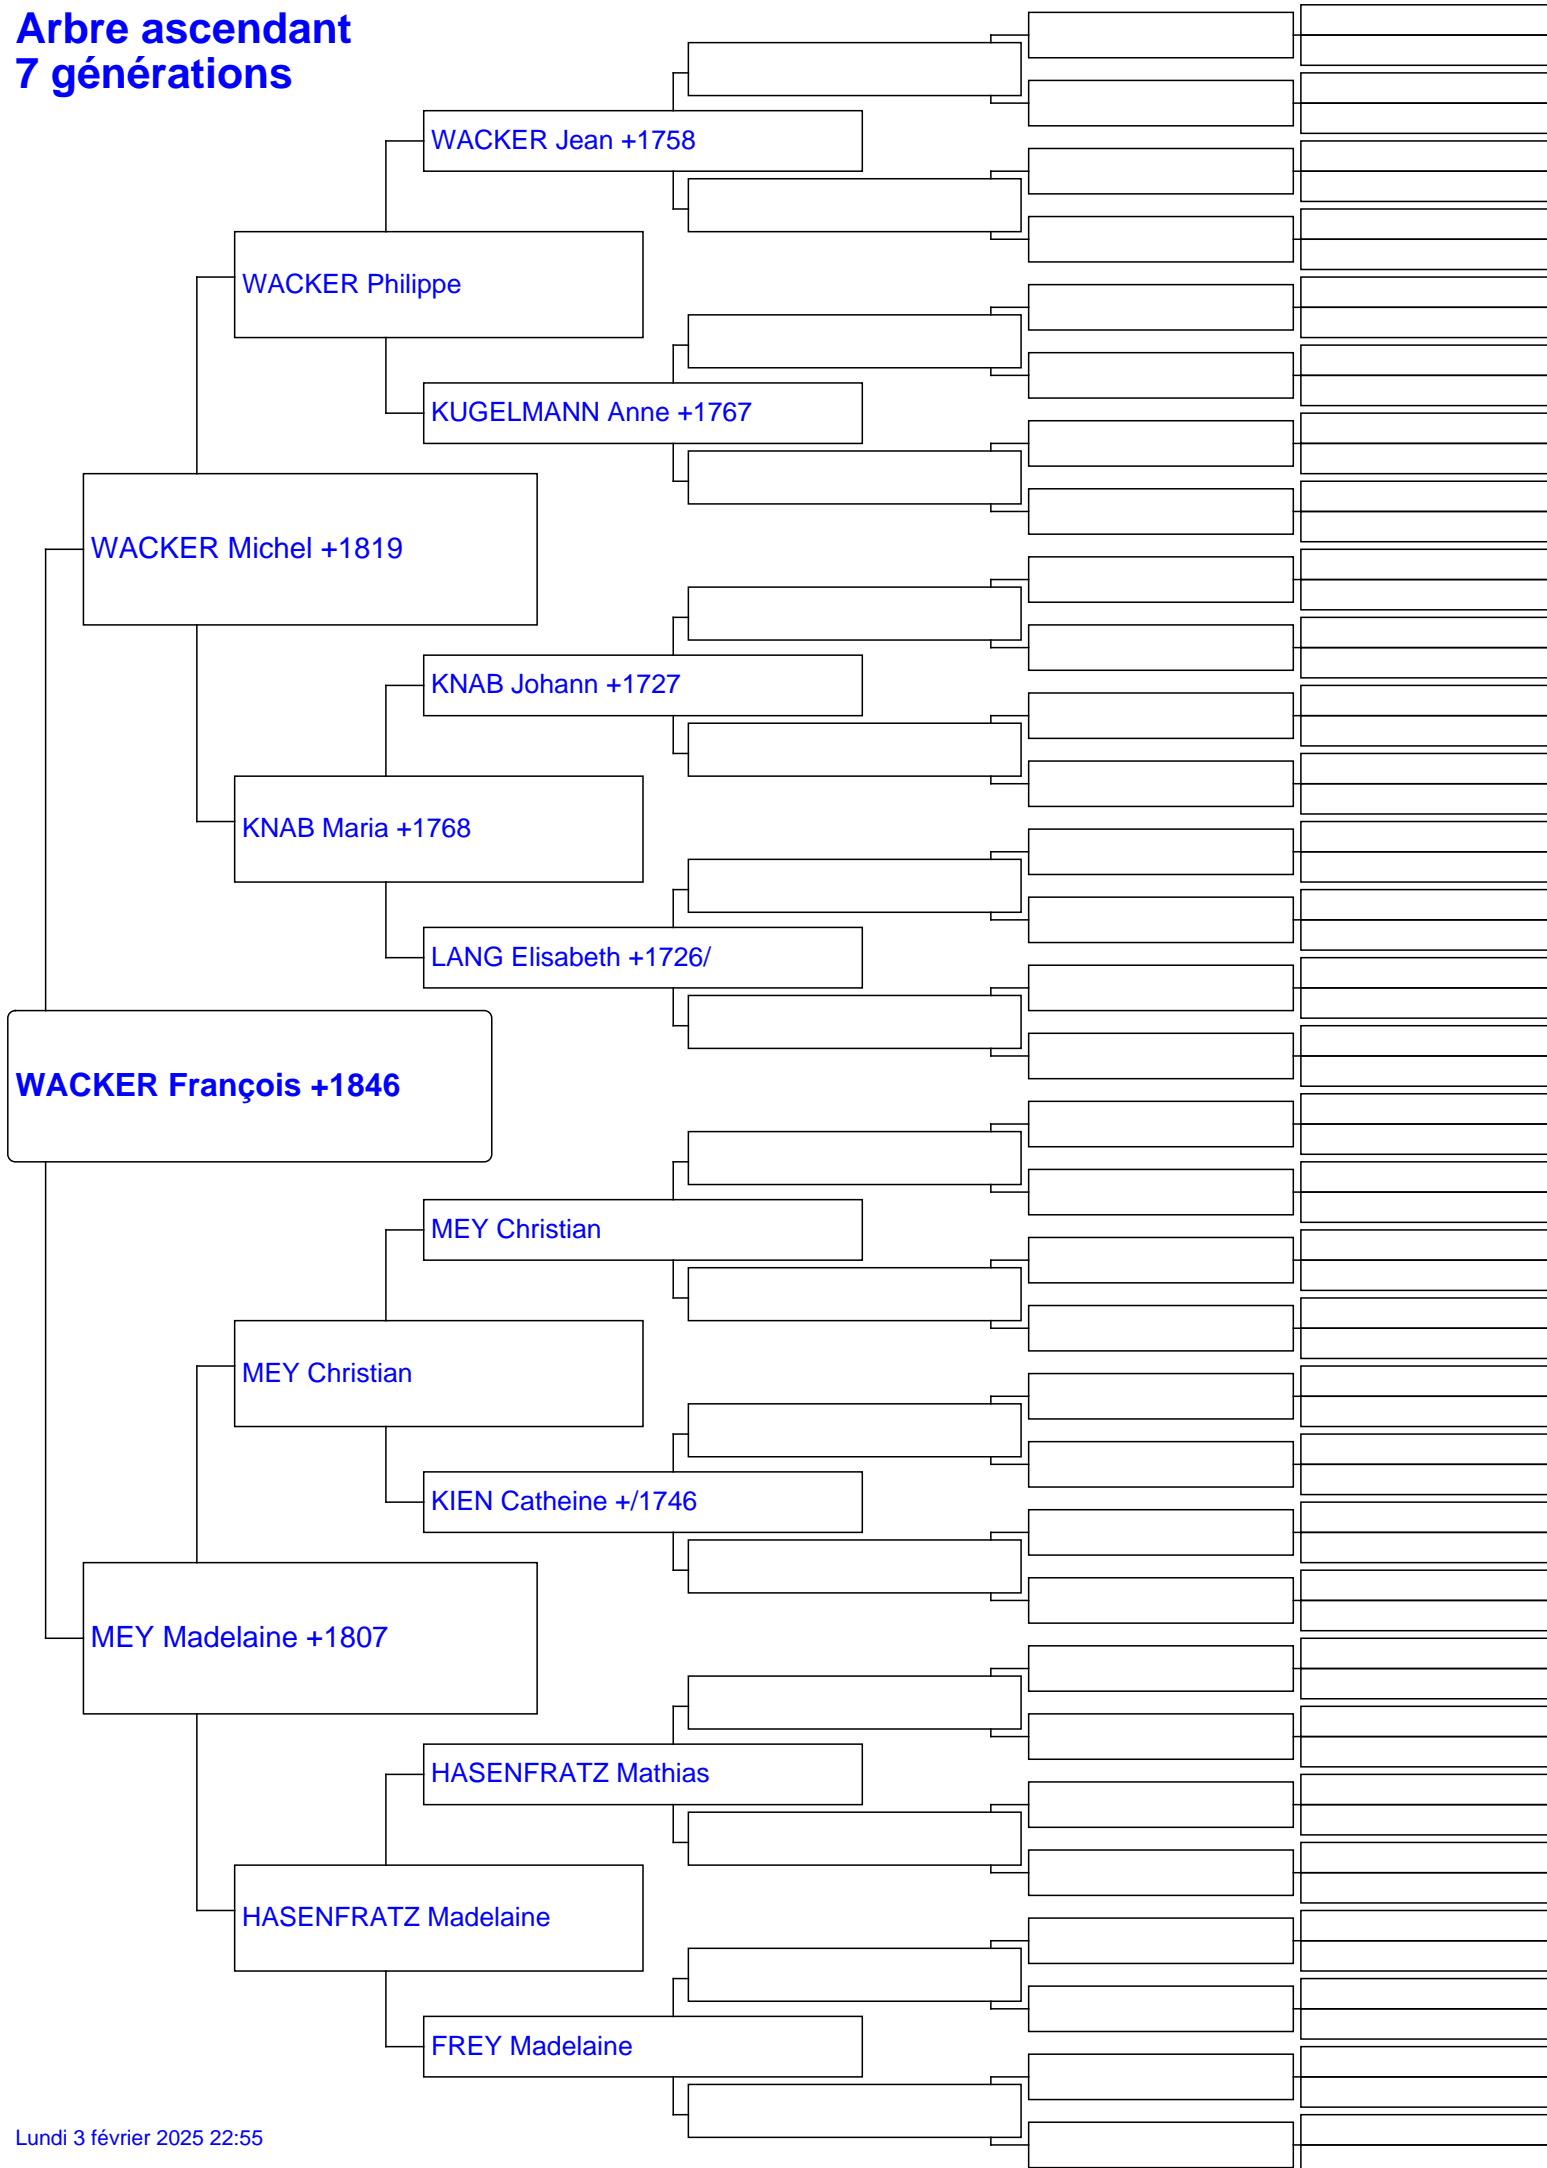 Arbre ascendant
7 générations
WACKER Jean +1758
WACKER Philippe
KUGELMANN Anne +1767
WACKER Michel +1819
KNAB Johann +1727
KNAB Maria +1768
LANG Elisabeth +1726/
WACKER François +1846
MEY Christian
MEY Christian
KIEN Catheine +/1746
MEY Madelaine +1807
HASENFRATZ Mathias
HASENFRATZ Madelaine
FREY Madelaine
Lundi 3 février 2025 22:55